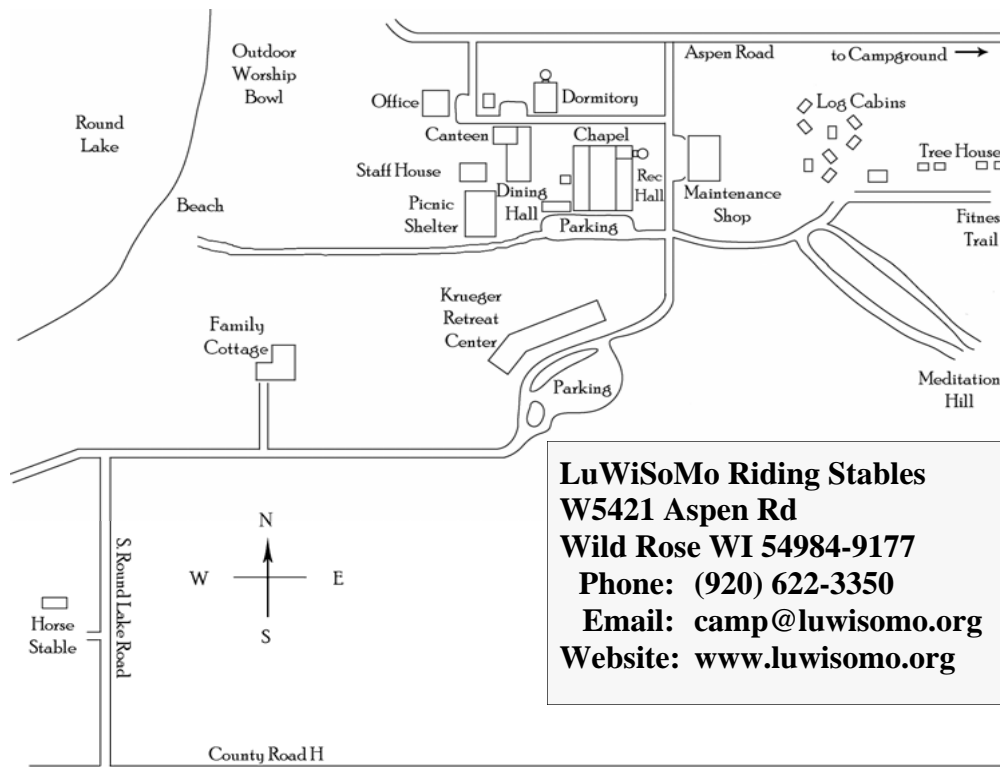 Outdoor
Worship
Bowl
Aspen Road
to Campground
Round
Lake
Office
Dormitory
Log Cabins
Canteen
Chapel
Staff House
Tree House
Beach
Picnic
Shelter
Dining
Hall
Rec
Hall
Parking
Maintenance
Shop
Fitnes
Trail
Krueger
Retreat
Center
Family
Cottage
Parking
Meditation
Hill
LuWiSoMo Riding Stables
W5421 Aspen Rd
Wild Rose WI 54984-9177
Phone: (920) 622-3350
Email: camp@luwisomo.org
Website: www.luwisomo.org
N
W
E
S
S. Round Lake Road
Horse
Stable
County Road H